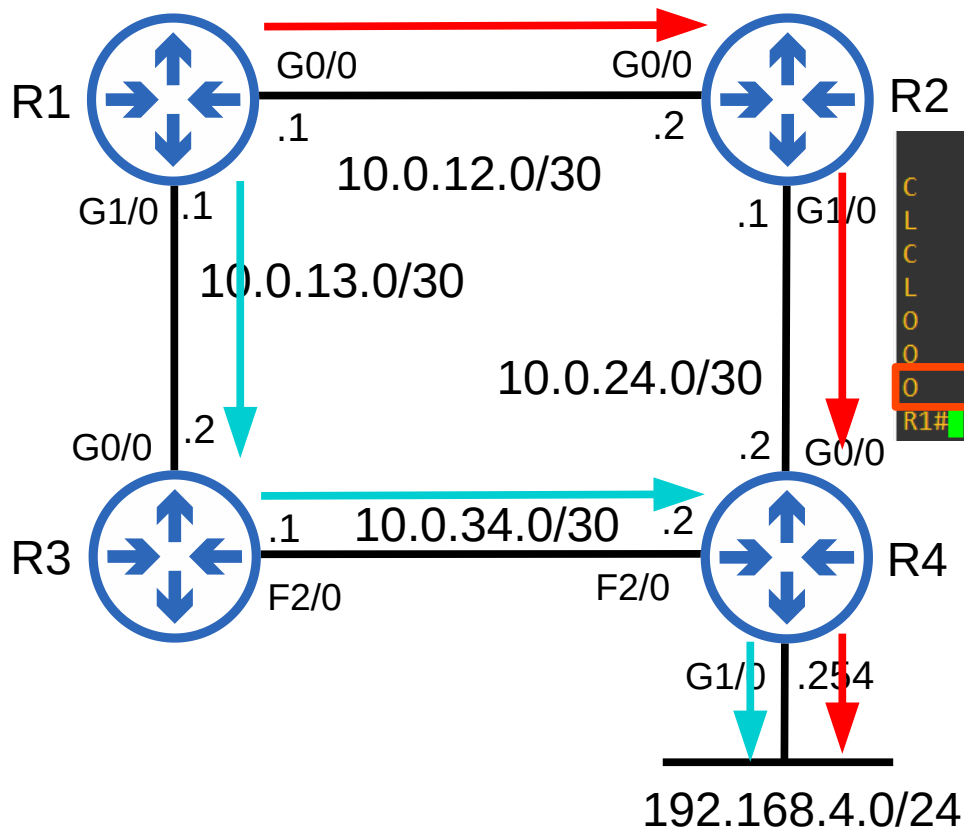 G0/0
G0/0
R1
R2
.1
.2
10.0.12.0/30
G1/0
.1
.1
G1/0
C
L
C
L
O
O
O
R1#
10.0.13.0/30
10.0.24.0/30
G0/0
.2
.2
G0/0
R3
.1
10.0.34.0/30
.2
R4
F2/0
F2/0
G1/0
.254
192.168.4.0/24